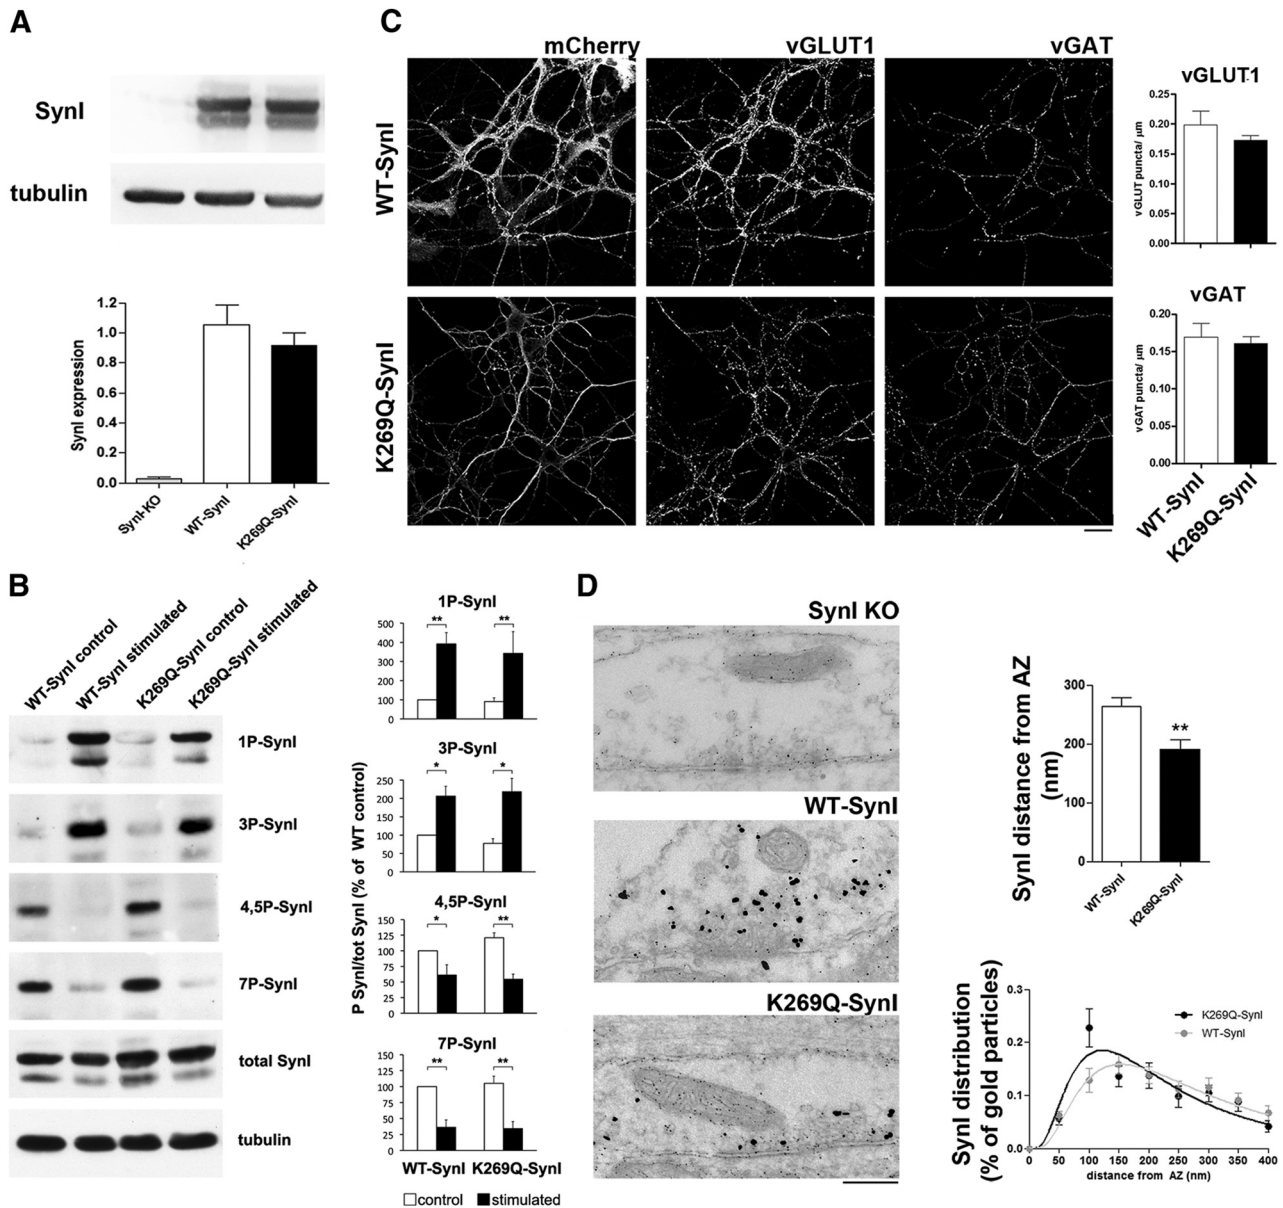 A
SynI
tubulin
1.2
1.0
0.8
0.6
0.4
0.2
0.0
SynI expression
SynI-KO
WT-SynI
K269Q-SynI
C
mCherry
vGLUT1
vGAT
WT-SynI
K269Q-SynI
vGLUT1
0.25
0.20
0.15
0.10
0.05
0.00
vGLUT puncta/ µm
vGAT
0.20
0.15
0.10
0.05
0.00
vGAT puncta/ µm
WT-SynI
K269Q-SynI
B
WT-SynI control
WT-SynI stimulated
K269Q-SynI control
K269Q-SynI stimulated
1P-SynI
3P-SynI
4,5P-SynI
7P-SynI
total SynI
tubulin
P SynI/tot SynI (% of WT control)
1P-SynI
500
400
300
200
100
0
** **
3P-SynI
250
200
150
100
50
0
* *
4,5P-SynI
150
125
100
75
50
25
0
* **
7P-SynI
150
125
100
75
50
25
0
** **
WT-SynI K269Q-SynI
control stimulated
D
SynI KO
WT-SynI
K269Q-SynI
SynI distance from AZ
(nm)
300
200
100
0
**
WT-SynI
K269Q-SynI
SynI distribution
(% of gold particles)
0.3
0.2
0.1
0.0
K269Q-SynI
WT-SynI
0 50 100 150 200 250 300 350 400
distance from AZ (nm)